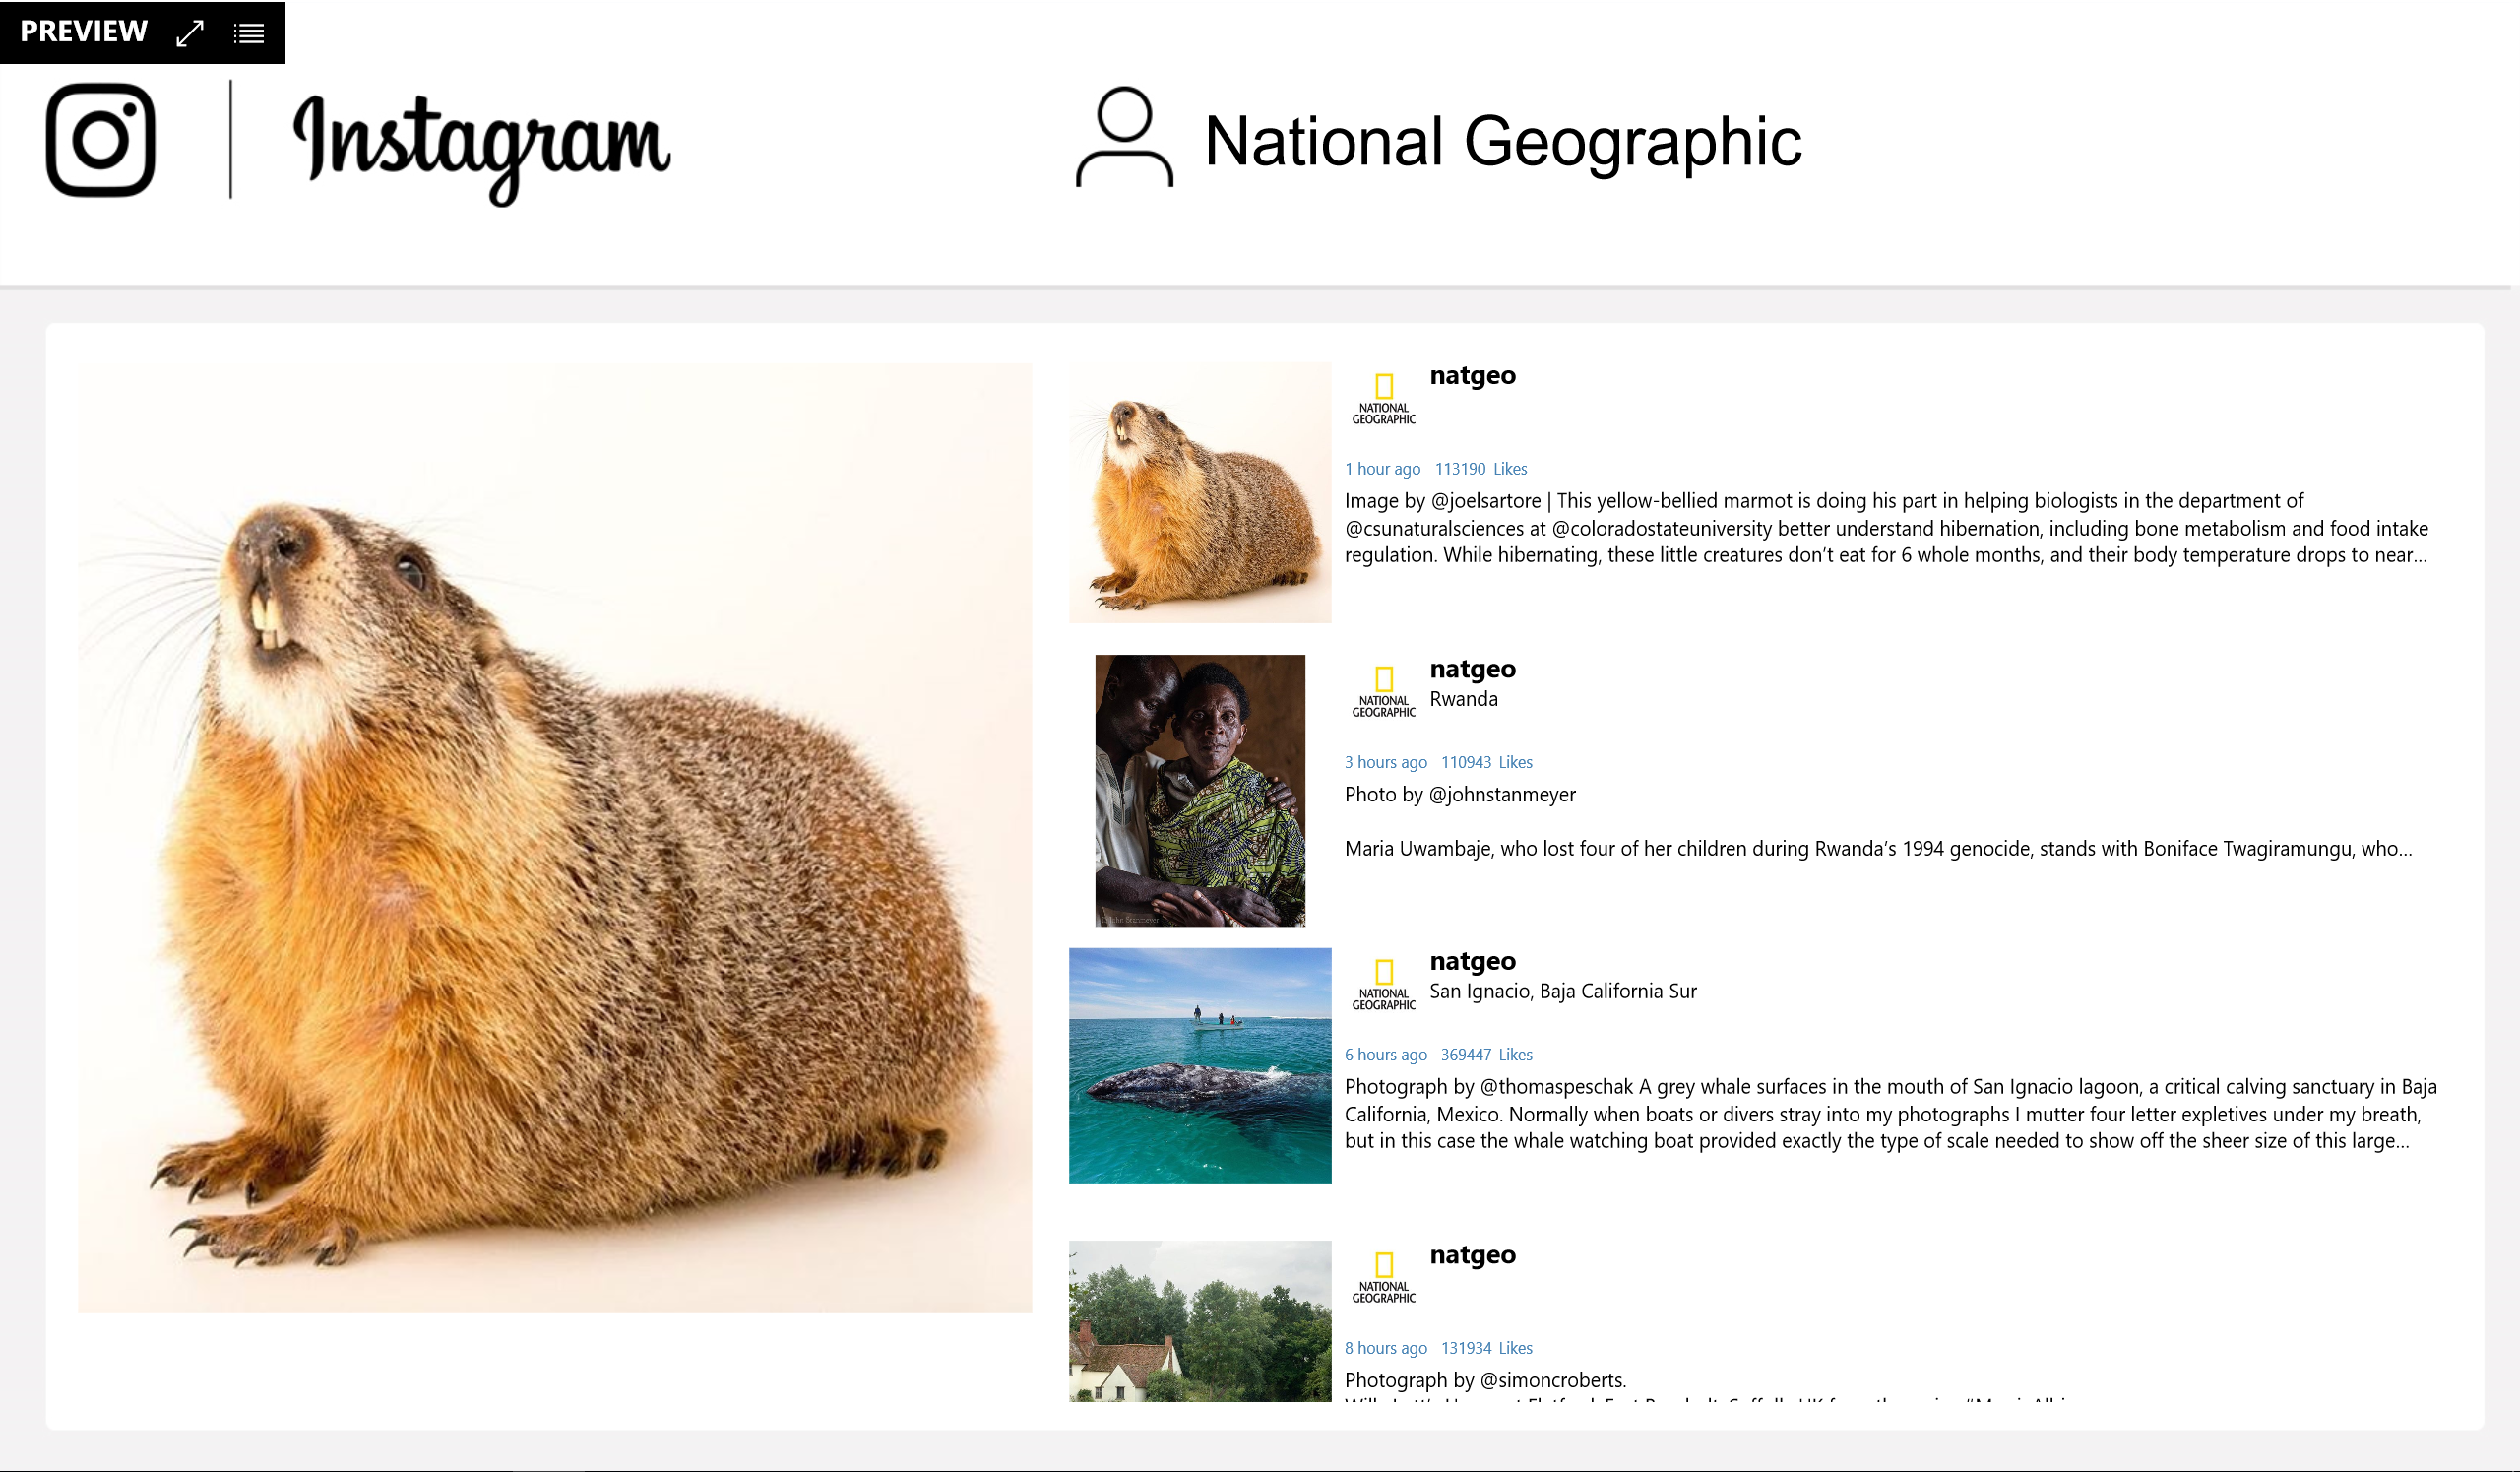 PREVIEW
Instagram
National Geographic
natgeo
NATIONAL
GEOGRAPHIC
1 hour ago 113190 Likes
Image by @joelsartore | This yellow-bellied marmot is doing his part in helping biologists in the department of
@csunaturalsciences at @coloradostateuniversity better understand hibernation, including bone metabolism and food intake
regulation. While hibernating, these little creatures don’t eat for 6 whole months, and their body temperature drops to near...
natgeo
Rwanda
NATIONAL
GEOGRAPHIC
3 hours ago 110943 Likes
Photo by @johnstanmeyer
Maria Uwambaje, who lost four of her children during Rwanda’s 1994 genocide, stands with Boniface Twagiramungu, who...
natgeo
San Ignacio, Baja California Sur
NATIONAL
GEOGRAPHIC
6 hours ago 369447 Likes
Photograph by @thomaspeschak A grey whale surfaces in the mouth of San Ignacio lagoon, a critical calving sanctuary in Baja
California, Mexico. Normally when boats or divers stray into my photographs I mutter four letter expletives under my breath,
but in this case the whale watching boat provided exactly the type of scale needed to show off the sheer size of this large...
natgeo
NATIONAL
GEOGRAPHIC
8 hours ago 131934 Likes
Photograph by @simoncroberts.